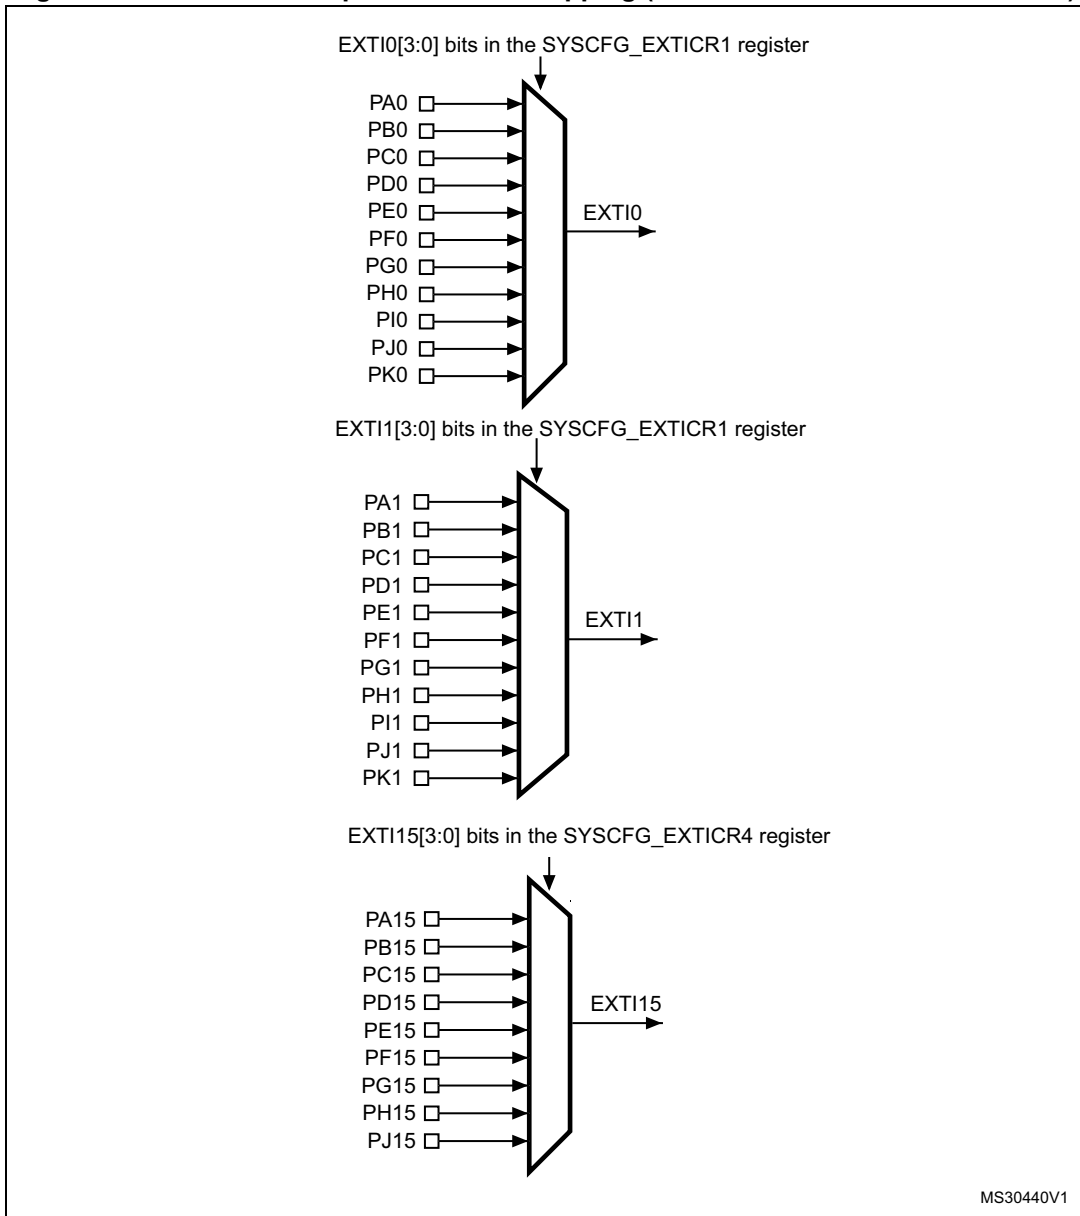 EXTI0[3:0] bits in the SYSCFG_EXTICR1 register
PA0
PB0
PC0
PD0
PE0
EXTI0
PF0
PG0
PH0
PI0
PJ0
PK0
EXTI1[3:0] bits in the SYSCFG_EXTICR1 register
PA1
PB1
PC1
PD1
PE1
EXTI1
PF1
PG1
PH1
PI1
PJ1
PK1
EXTI15[3:0] bits in the SYSCFG_EXTICR4 register
PA15
PB15
PC15
PD15
EXTI15
PE15
PF15
PG15
PH15
PJ15
MS30440V1